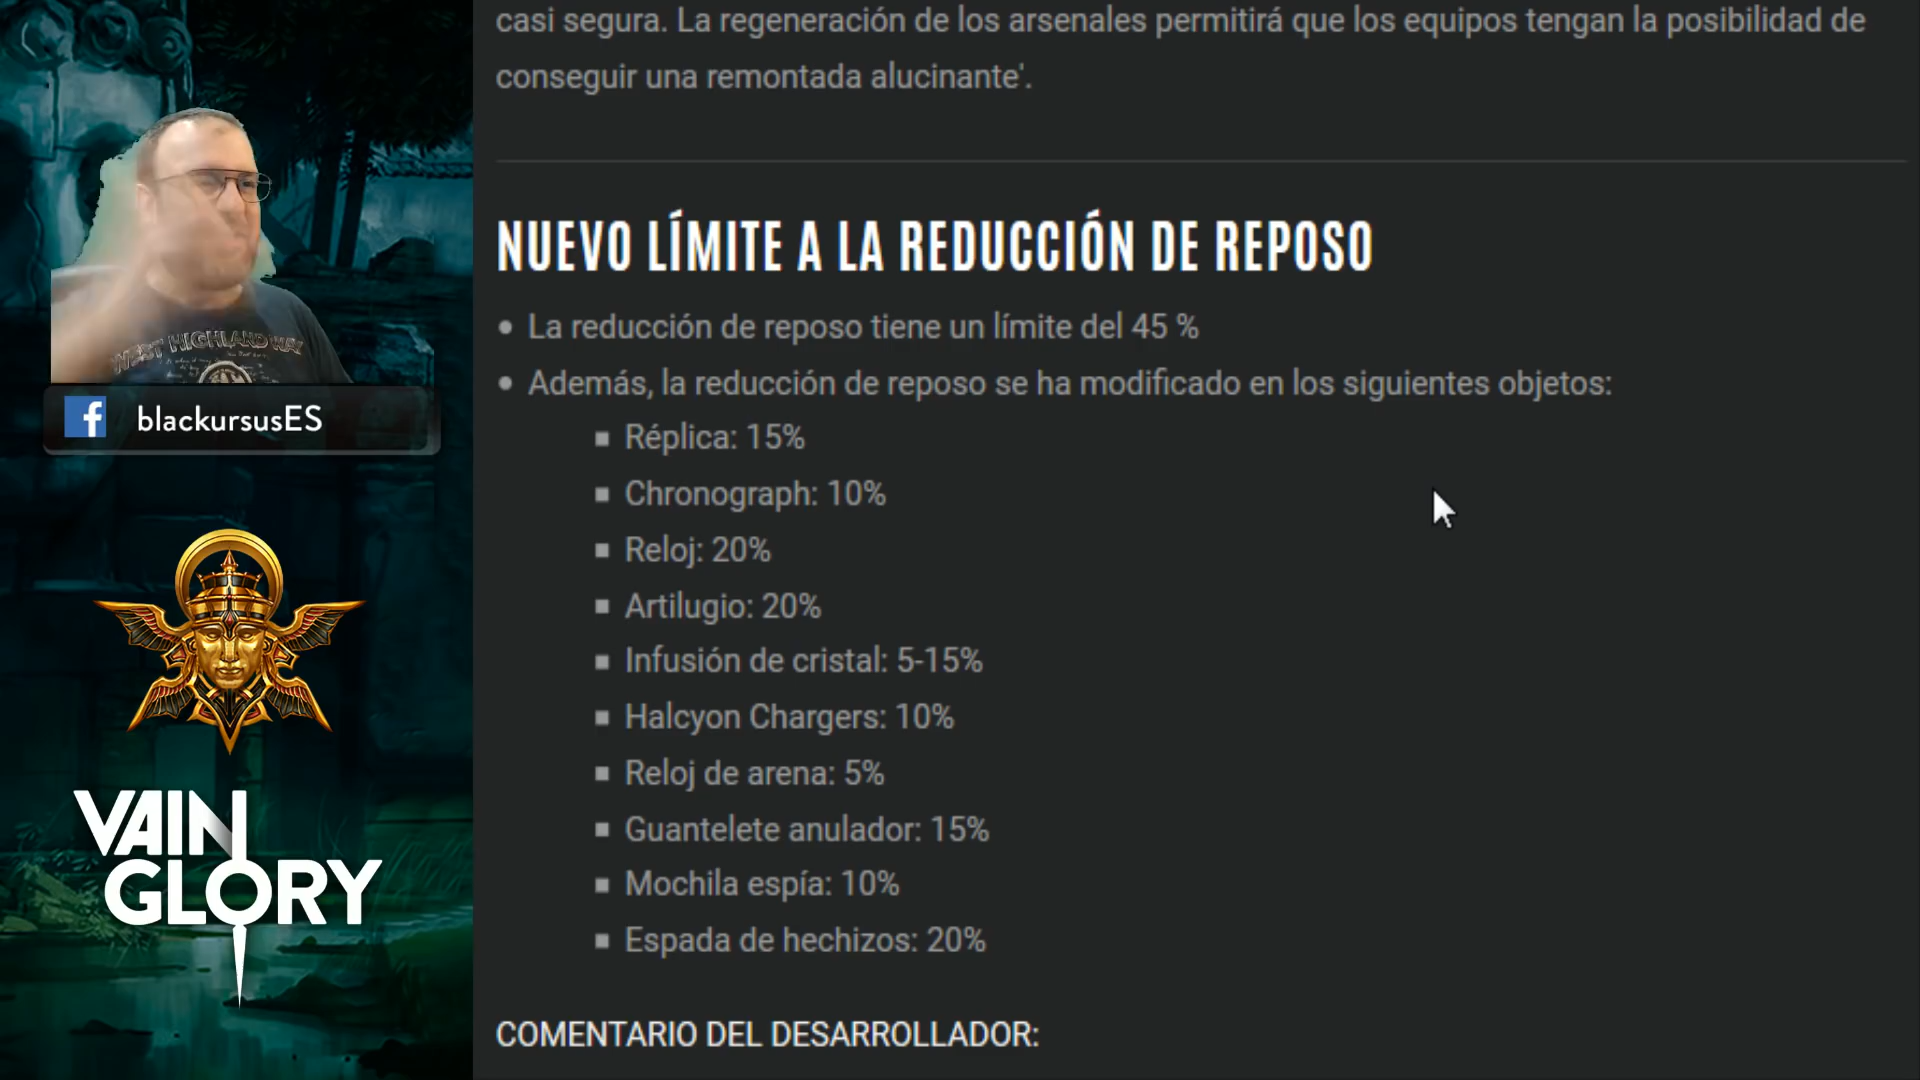 casi segura. La regeneración de los arsenales permitirá que los equipos tengan la posibilidad de
conseguir una remontada alucinante'.
NUEVO LÍMITE A LA REDUCCIÓN DE REPOSO
La reducción de reposo tiene un límite del 45 %
Además, la reducción de reposo se ha modificado en los siguientes objetos:
Réplica: 15%
Chronograph: 10%
Reloj: 20%
Artilugio: 20%
Infusión de cristal: 5-15%
Halcyon Chargers: 10%
Reloj de arena: 5%
Guantelete anulador: 15%
Mochila espía: 10%
Espada de hechizos: 20%
COMENTARIO DEL DESARROLLADOR:
WEST HIGHLAND WAY
f blackursusES
VAIN
GLORY